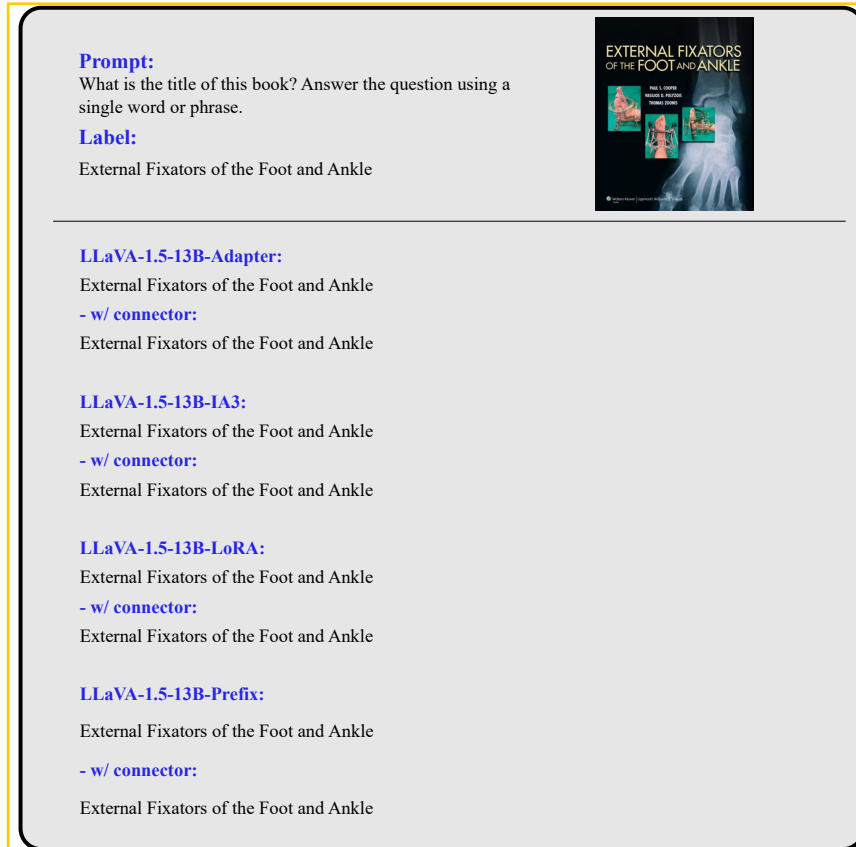 Prompt:
What is the title of this book? Answer the question using a
single word or phrase.
Label:
External Fixators of the Foot and Ankle
EXTERNAL FIXATORS
OF THE FOOT AND ANKLE
PAUL S. COOPER
VASILIOS D. POLYZOIS
THOMAS ZGONIS
Wolters Kluwer | Lippincott Williams &
LLaVA-1.5-13B-Adapter:
External Fixators of the Foot and Ankle
- w/ connector:
External Fixators of the Foot and Ankle
LLaVA-1.5-13B-IA3:
External Fixators of the Foot and Ankle
- w/ connector:
External Fixators of the Foot and Ankle
LLaVA-1.5-13B-LoRA:
External Fixators of the Foot and Ankle
- w/ connector:
External Fixators of the Foot and Ankle
LLaVA-1.5-13B-Prefix:
External Fixators of the Foot and Ankle
- w/ connector:
External Fixators of the Foot and Ankle